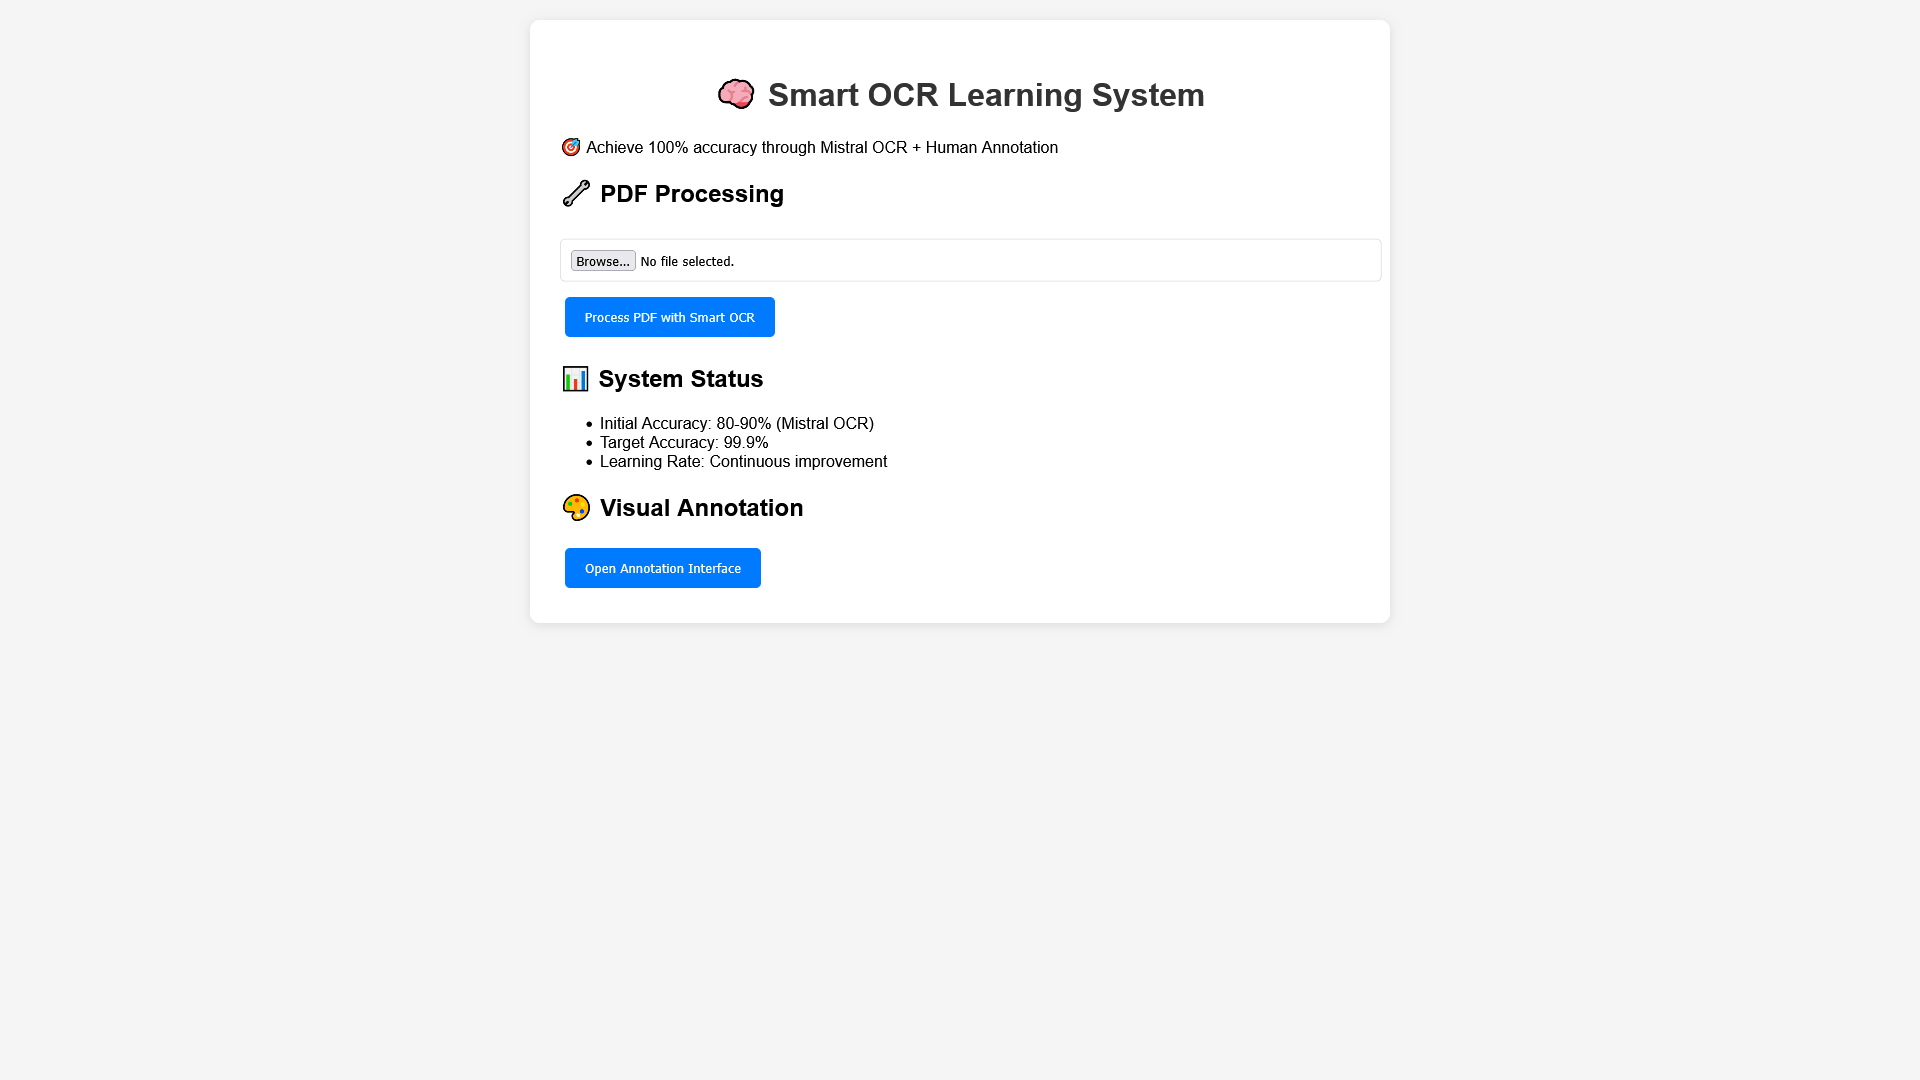 🧠 Smart OCR Learning System
🎯 Achieve 100% accuracy through Mistral OCR + Human Annotation
🔧 PDF Processing
Browse... No file selected.
Process PDF with Smart OCR
📊 System Status
• Initial Accuracy: 80-90% (Mistral OCR)
• Target Accuracy: 99.9%
• Learning Rate: Continuous improvement
🎨 Visual Annotation
Open Annotation Interface